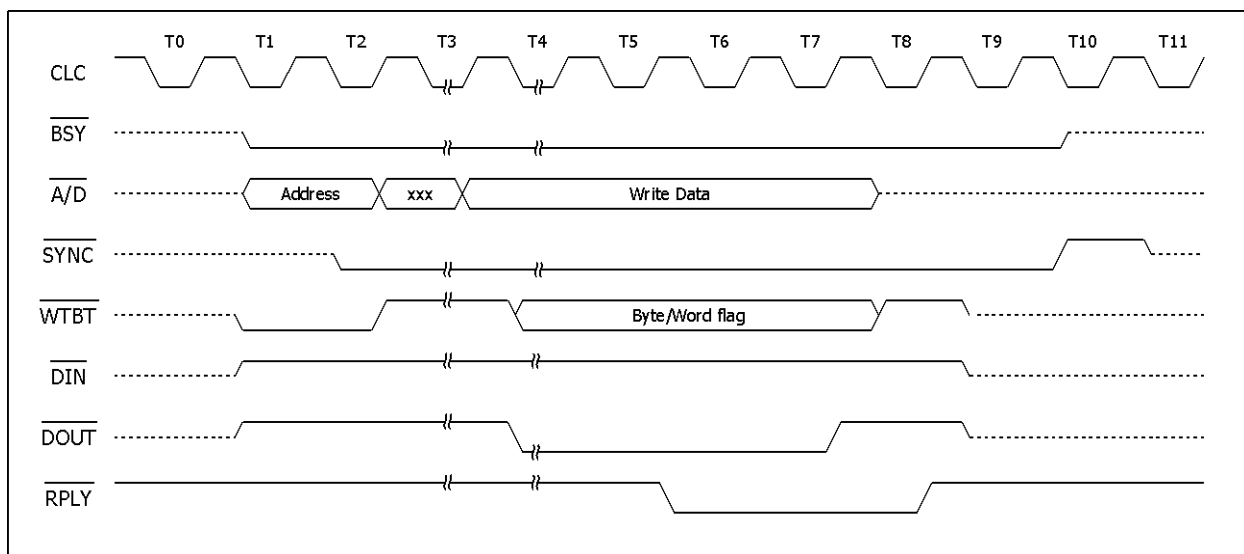 T0 T1 T2 T3 T4 T5 T6 T7 T8 T9 T10 T11
CLC
BSY
A/D Address xxx Write Data
SYNC
WTBT Byte/Word flag
DIN
DOUT
RPLY